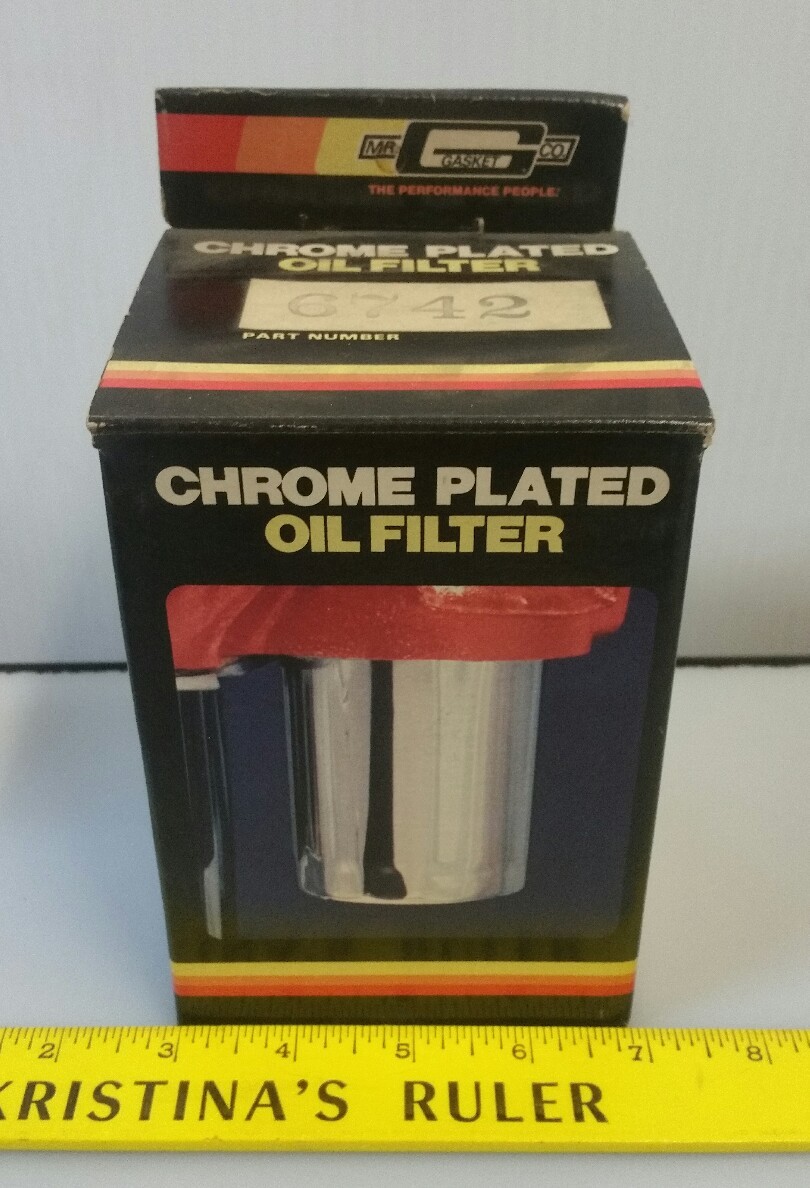 MR. GASKET CO.
THE PERFORMANCE PEOPLE.
CHROME PLATED
OIL FILTER
6742
PART NUMBER
CHROME PLATED
OIL FILTER
2 3 4 5 6 7 8
KRISTINA'S RULER